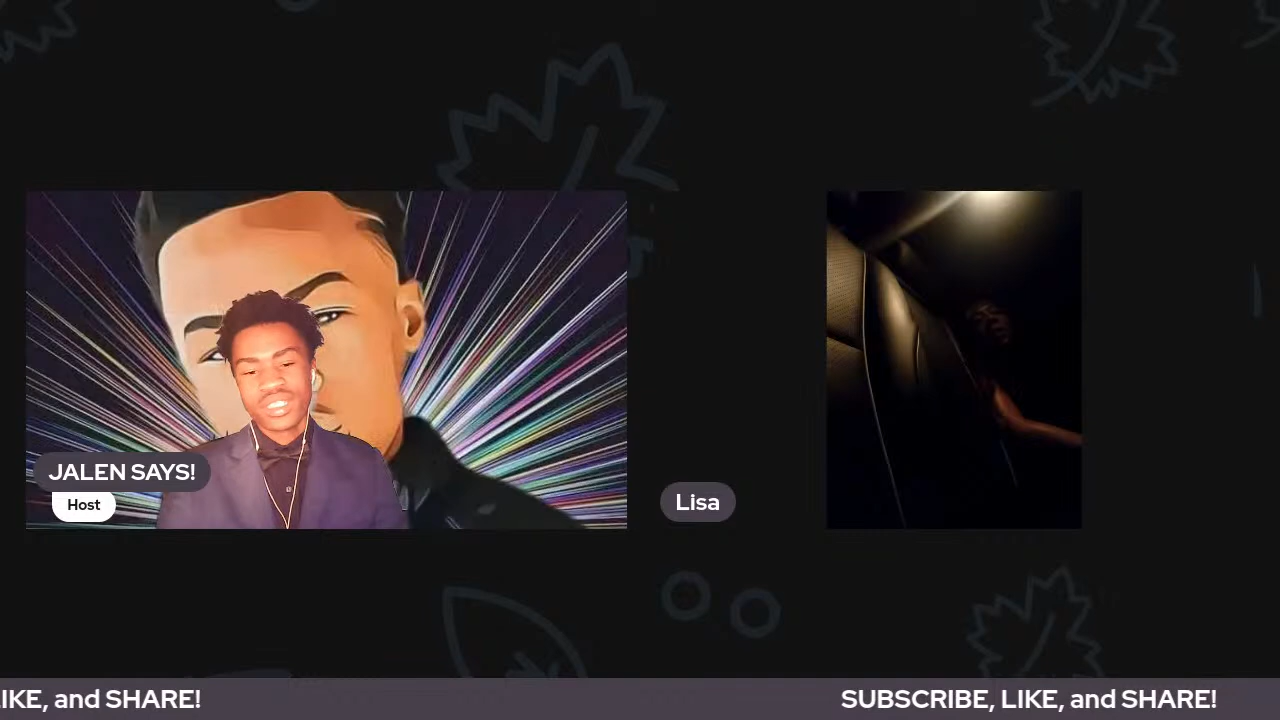 JALEN SAYS!
Host
Lisa
IKE, and SHARE!
SUBSCRIBE, LIKE, and SHARE!